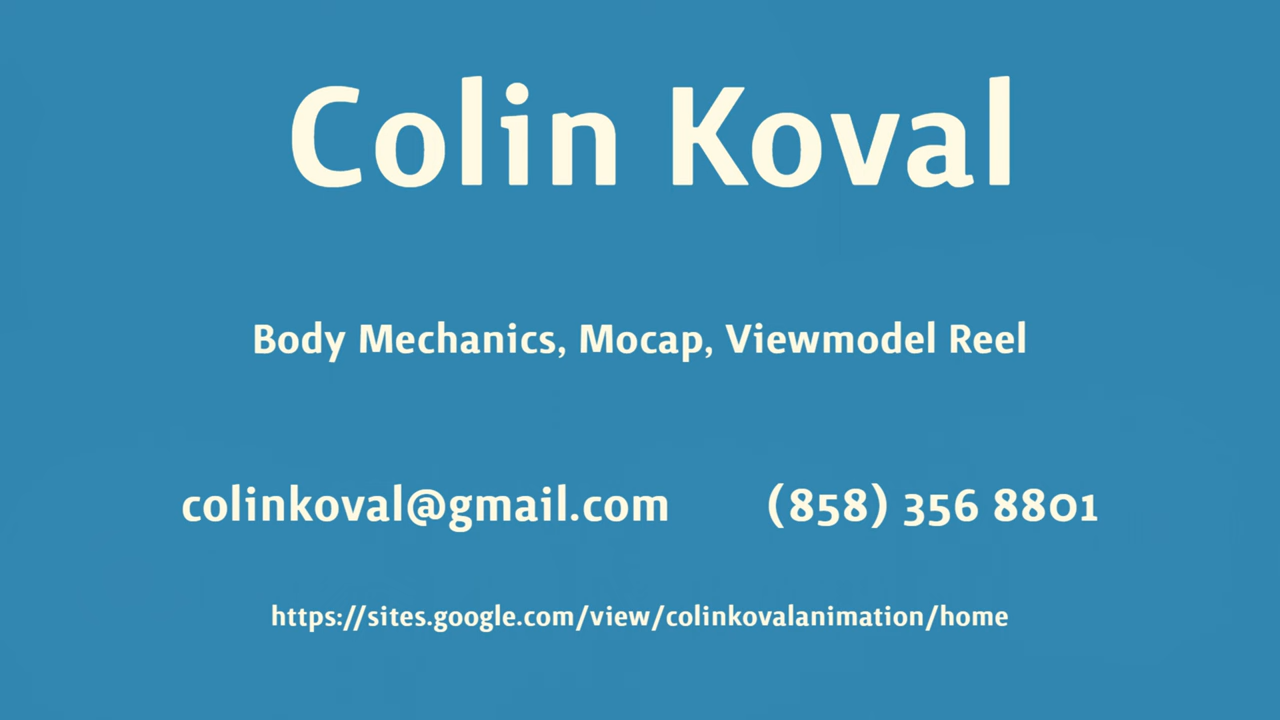 Colin Koval
Body Mechanics, Mocap, Viewmodel Reel
colinkoval@gmail.com (858) 356 8801
https://sites.google.com/view/colinkovalanimation/home